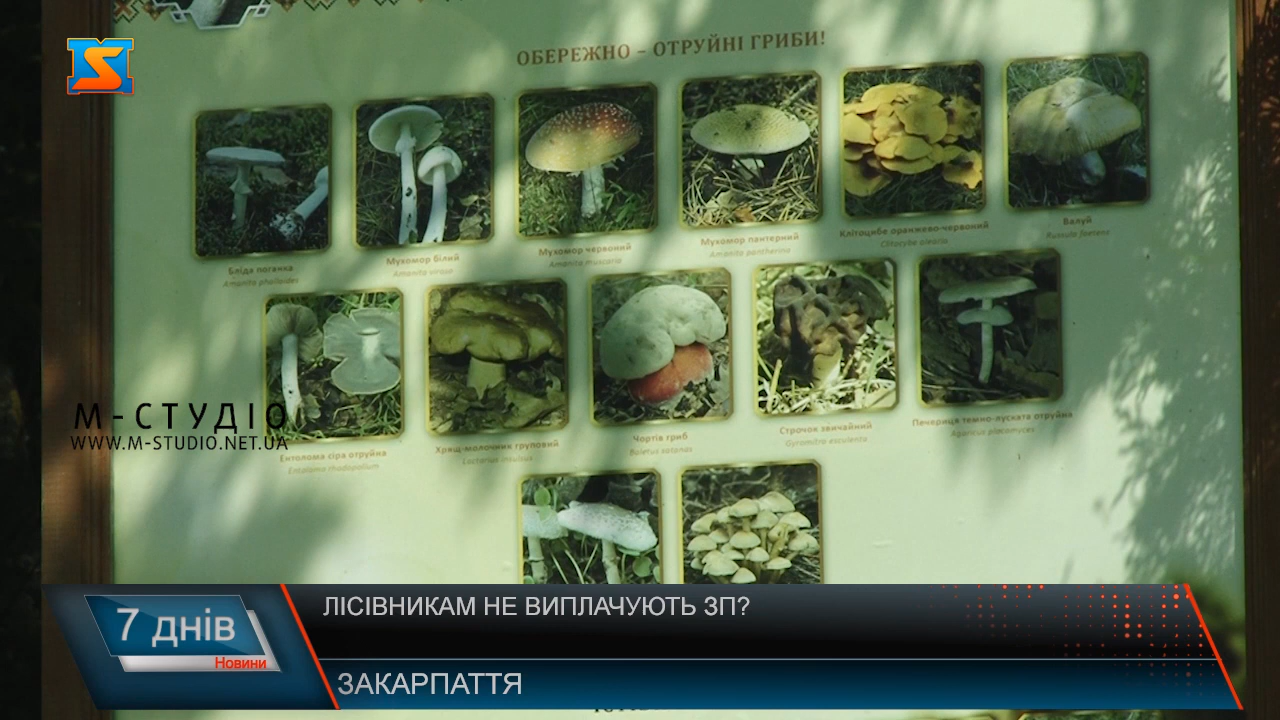 ОБЕРЕЖНО – ОТРУЙНІ ГРИБИ!
Бліда поганка
Amanita phalloides
Мухомор білий
Amanita virosa
Мухомор червоний
Amanita muscaria
Мухомор пантерний
Amanita pantherina
Клітоцибе оранжево-червоний
Clitocybe olearia
Валуй
Russula foetens
Ентолома сіра отруйна
Entoloma rhodopolium
Хрящ-молочник груповий
Lactarius insulsus
Чортів гриб
Boletus satanas
Строчок звичайний
Gyromitra esculenta
Печериця темно-луската отруйна
Agaricus placomyces
М-СТУДІО
WWW.M-STUDIO.NET.UA
7 днів
Новини
ЛІСІВНИКАМ НЕ ВИПЛАЧУЮТЬ ЗП?
ЗАКАРПАТТЯ